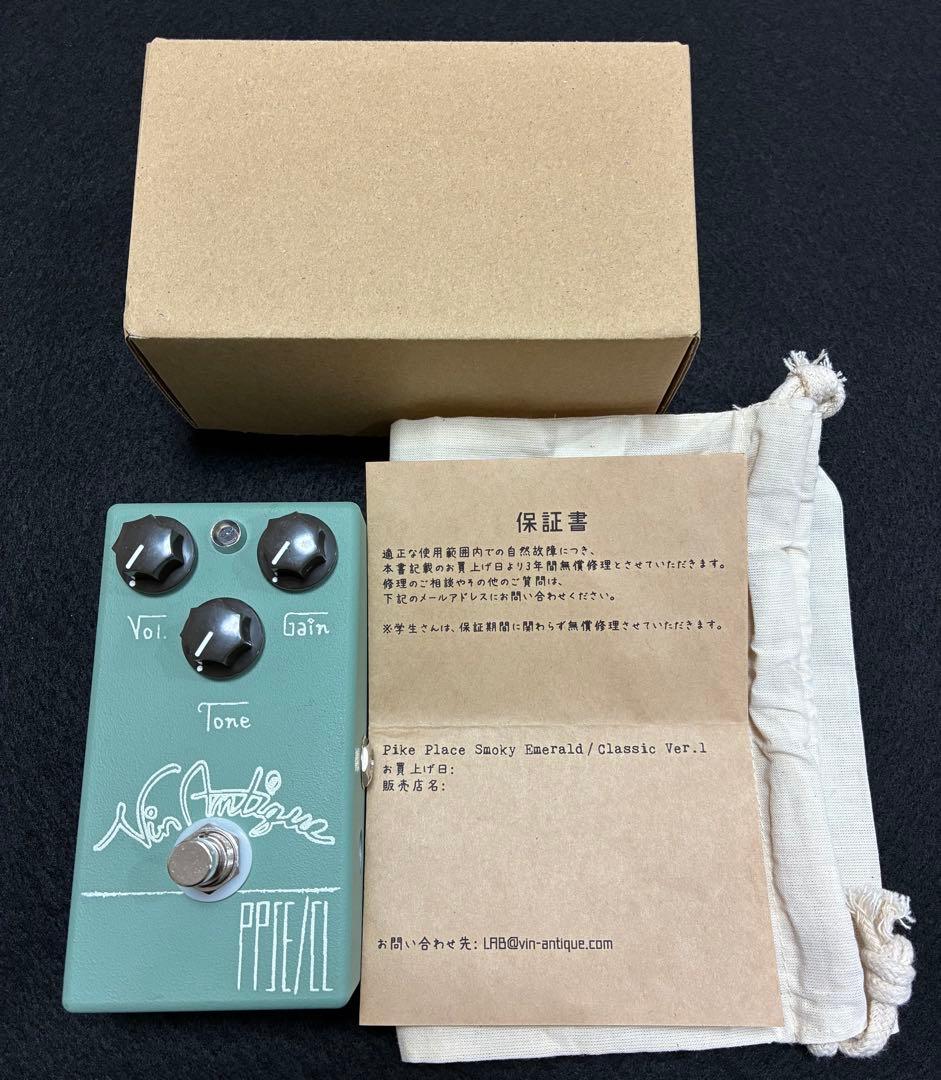 Vol.
Gain
Tone
Vin Antique
PPSE/CL
保証書
適正な使用範囲内での自然故障につき、
本書記載のお買上げ日より3年間無償修理とさせていただきます。
修理のご相談やその他のご質問は、
下記のメールアドレスにお問い合わせください。
※学生さんは、保証期間に関わらず無償修理させていただきます。
Pike Place Smoky Emerald/Classic Ver.1
お買上げ日:
販売店名:
お問い合わせ先: LAB@vin-antique.com